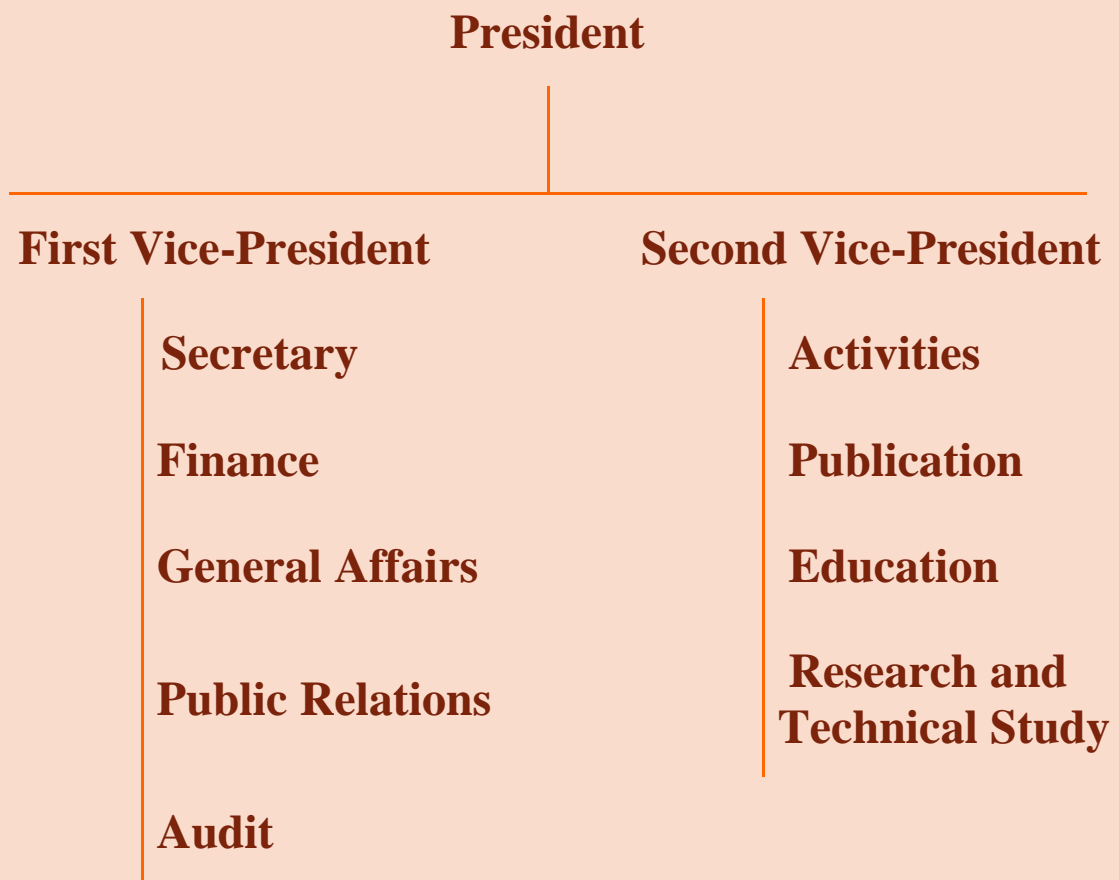 President
First Vice-President
Second Vice-President
Secretary
Activities
Finance
Publication
General Affairs
Education
Public Relations
Research and
Technical Study
Audit